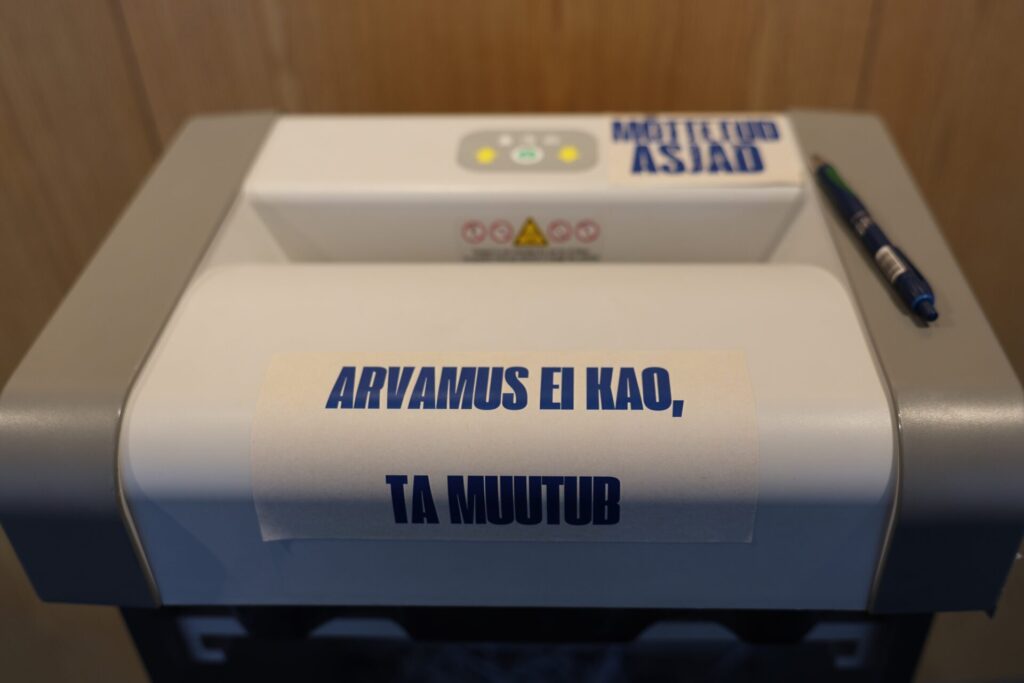 MÕTTETUD
ASJAD
ARVAMUS EI KAO,
TA MUUTUB